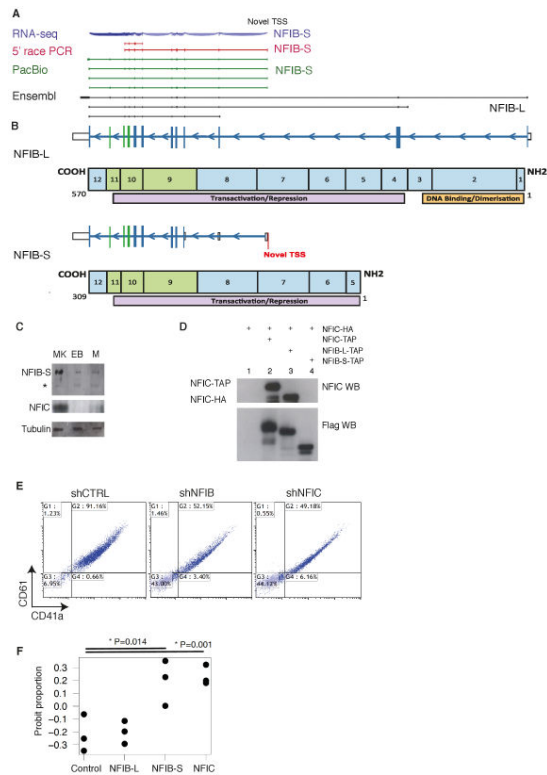 A
Novel TSS
RNA-seq NFIB-S
5' race PCR NFIB-S
PacBio NFIB-S
Ensembl
NFIB-L
B
NFIB-L
COOH 12 11 10 9 8 7 6 5 4 3 2 1 NH2
570 Transactivation/Repression DNA Binding/Dimerisation 1
NFIB-S
Novel TSS
COOH 12 11 10 9 8 7 6 5 NH2
309 Transactivation/Repression 1
C
MK EB M
NFIB-S
*
NFIC
Tubulin
D
+ + + + NFIC-HA
+ NFIC-TAP
+ NFIB-L-TAP
+ NFIB-S-TAP
1 2 3 4
NFIC-TAP NFIC WB
NFIC-HA
Flag WB
E
shCTRL shNFIB shNFIC
G1 : 1.23% G2 : 91.16% G1 : 1.46% G2 : 52.15% G1 : 0.55% G2 : 49.18%
G3 : 6.95% G4 : 0.66% G3 : G4 : 3.40% G3 : G4 : 6.16%
CD61
CD41a
F
* P=0.014 * P=0.001
Probit proportion
0.3
0.2
0.1
0.0
−0.1
−0.2
−0.3
Control NFIB-L NFIB-S NFIC